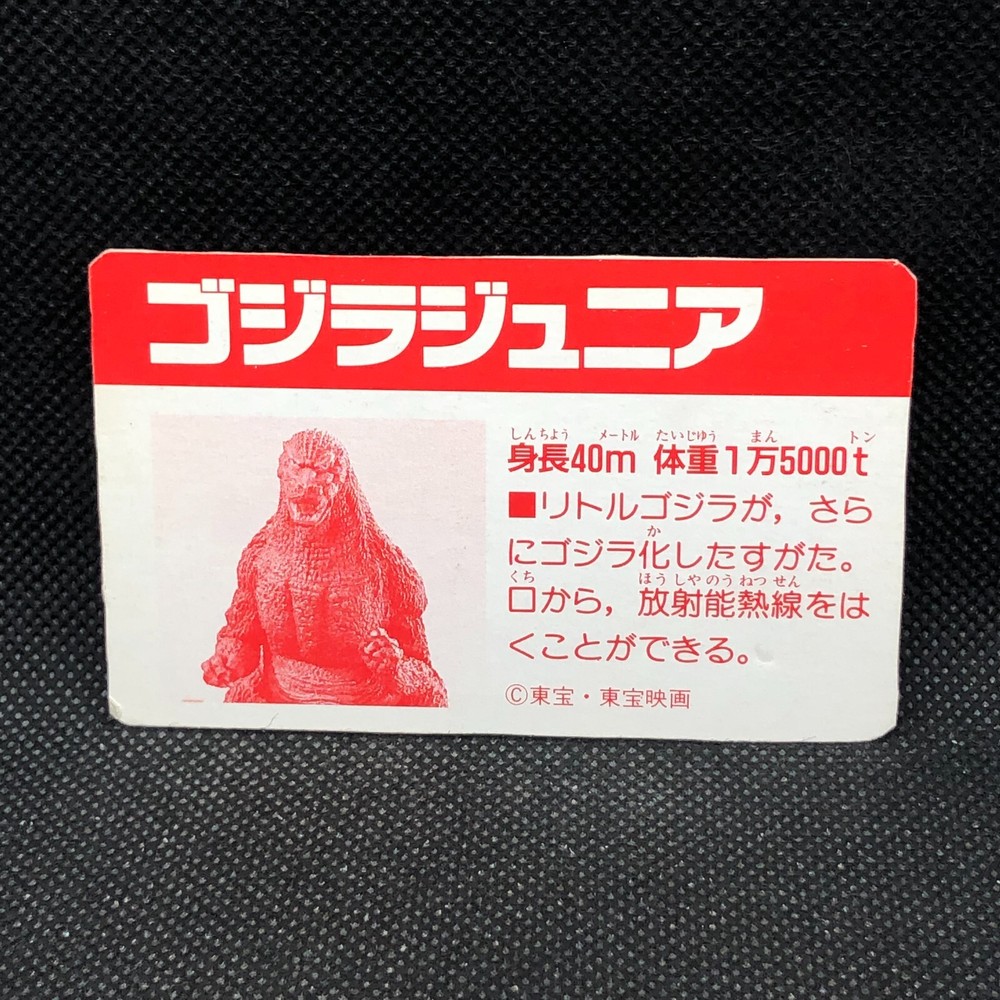 ゴジラジュニア
しんちょう メートル たいじゅう まん トン
身長40m 体重1万5000t
■リトルゴジラが，さら
か
にゴジラ化したすがた。
くち ほうしゃのうねつせん
口から，放射能熱線をは
くことができる。
©東宝・東宝映画